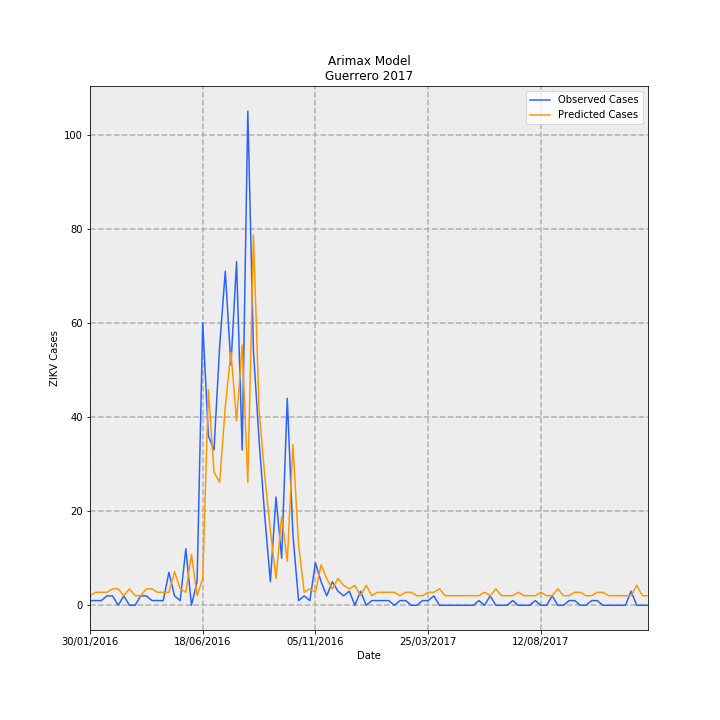 Arimax Model
Guerrero 2017
Observed Cases
Predicted Cases
100
80
60
40
20
0
ZIKV Cases
30/01/2016
18/06/2016
05/11/2016
25/03/2017
12/08/2017
Date